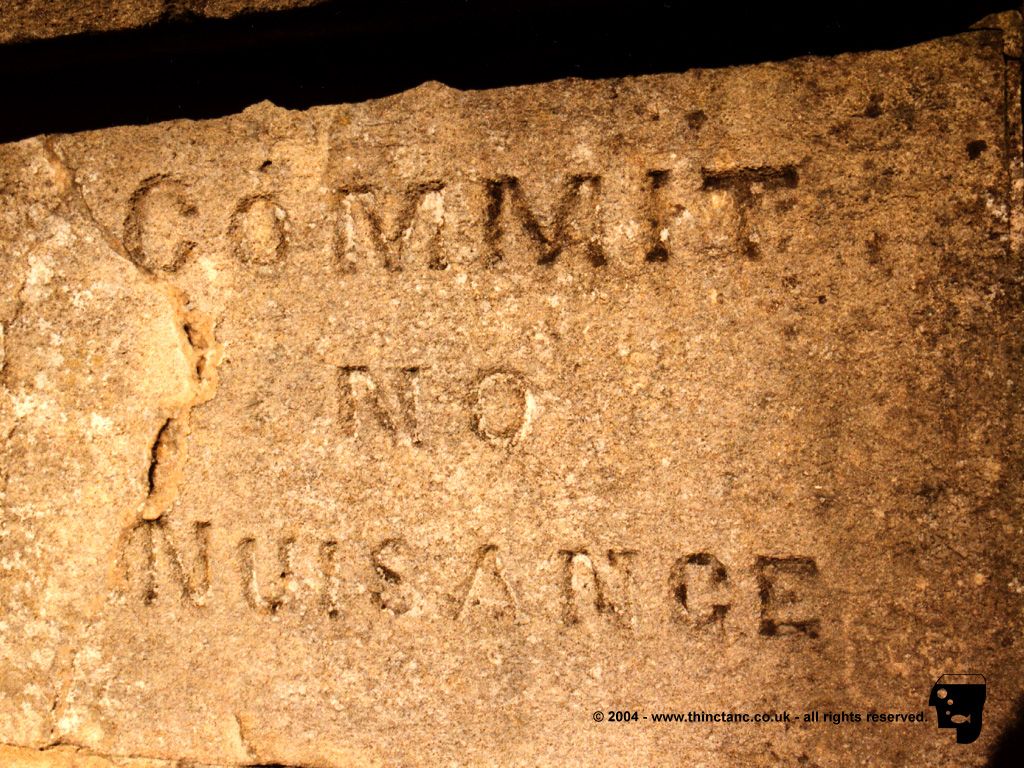 COMMIT
NO
NUISANCE
© 2004 - www.thinctanc.co.uk - all rights reserved.